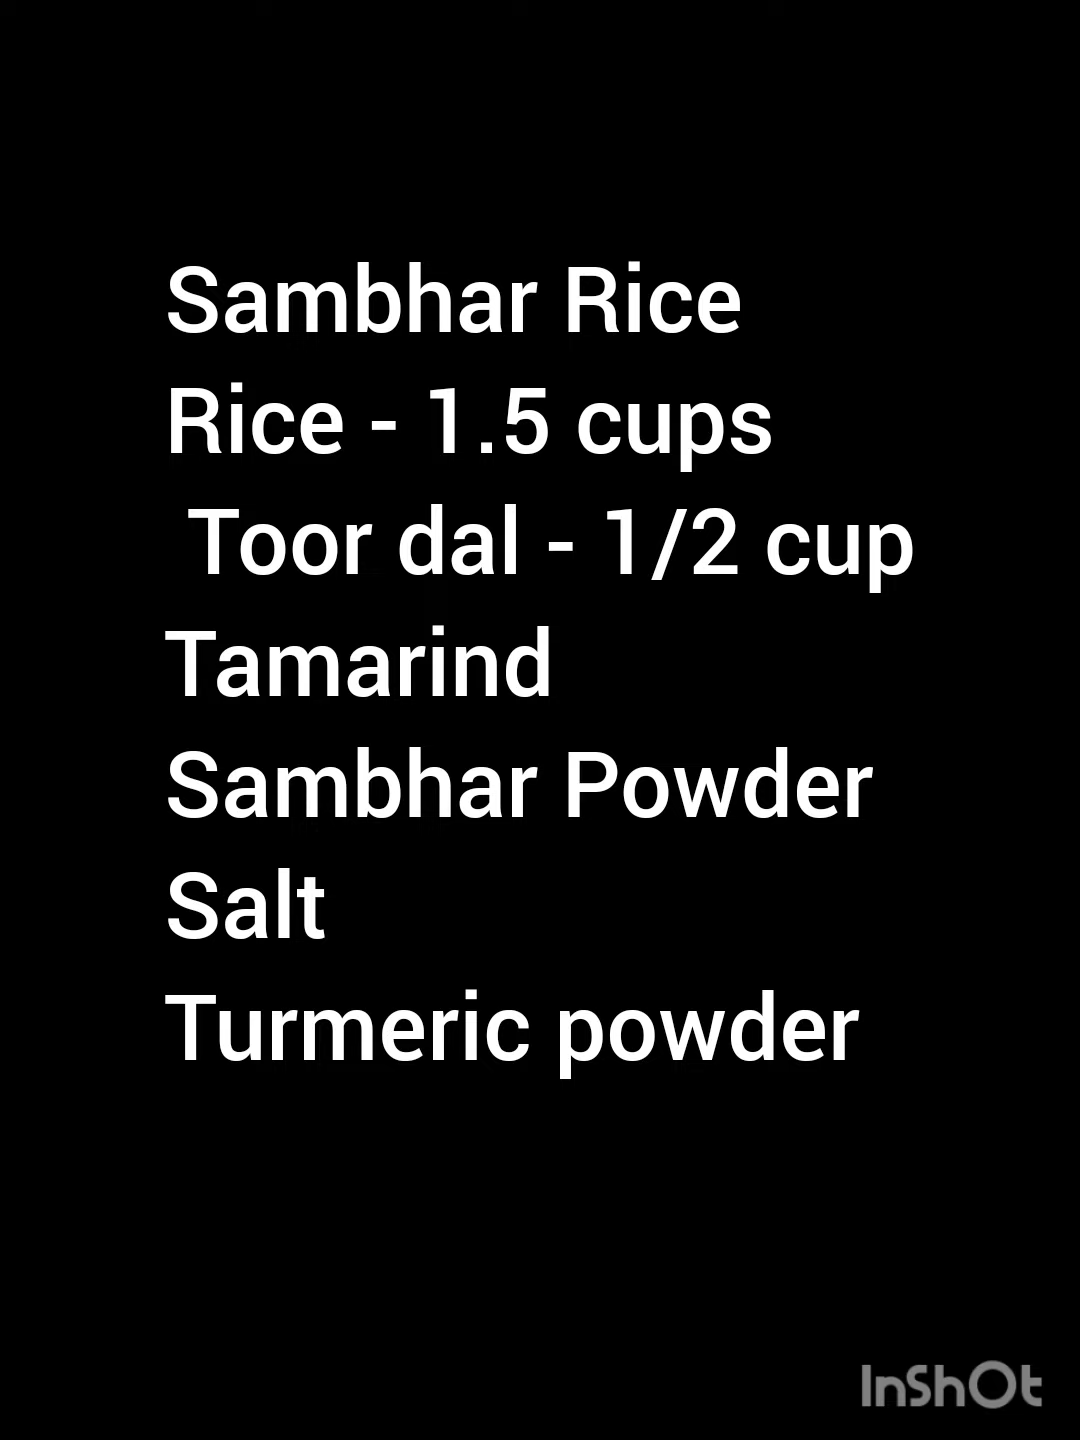 Sambhar Rice
Rice - 1.5 cups
Toor dal - 1/2 cup
Tamarind
Sambhar Powder
Salt
Turmeric powder
InShOt